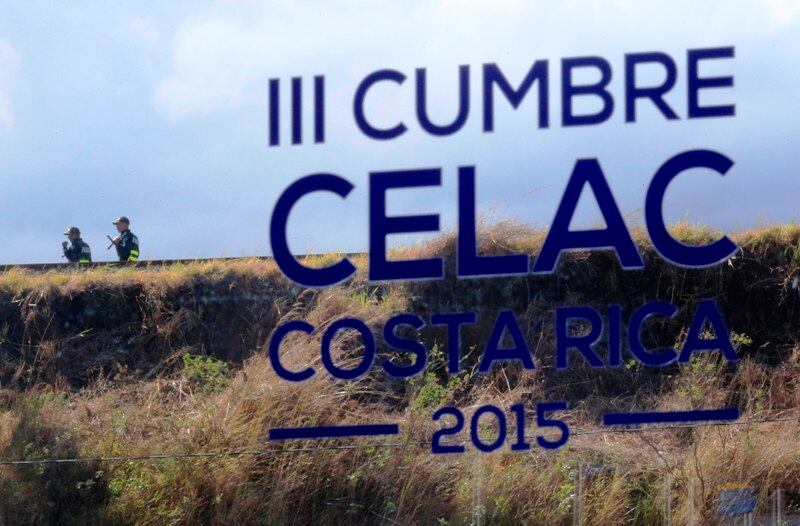 III CUMBRE
CELAC
COSTA RICA
2015